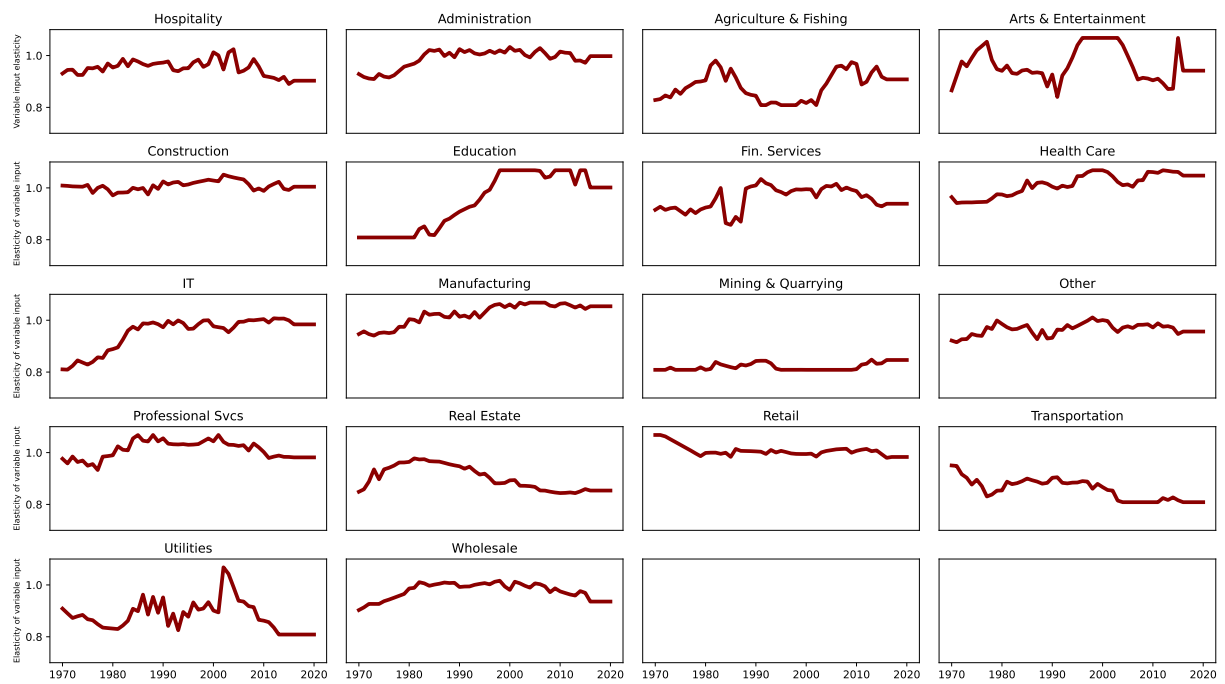 Hospitality
Administration
Agriculture & Fishing
Arts & Entertainment
Variable input elasticity
1.0
0.8
Construction
Education
Fin. Services
Health Care
Elasticity of variable input
1.0
0.8
IT
Manufacturing
Mining & Quarrying
Other
Elasticity of variable input
1.0
0.8
Professional Svcs
Real Estate
Retail
Transportation
Elasticity of variable input
1.0
0.8
Utilities
Wholesale
Elasticity of variable input
1.0
0.8
1970 1980 1990 2000 2010 2020
1970 1980 1990 2000 2010 2020
1970 1980 1990 2000 2010 2020
1970 1980 1990 2000 2010 2020